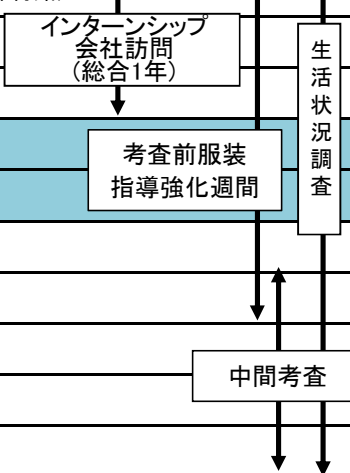 インターンシップ
会社訪問
(総合1年)
生活状況調査
考査前服装
指導強化週間
中間考査